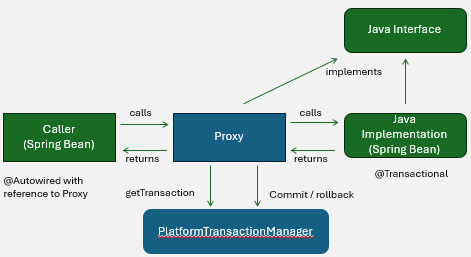 Java Interface
implements
calls
calls
Caller
(Spring Bean)
Proxy
Java
Implementation
(Spring Bean)
returns
returns
@Autowired with
reference to Proxy
getTransaction
Commit / rollback
@Transactional
PlatformTransactionManager